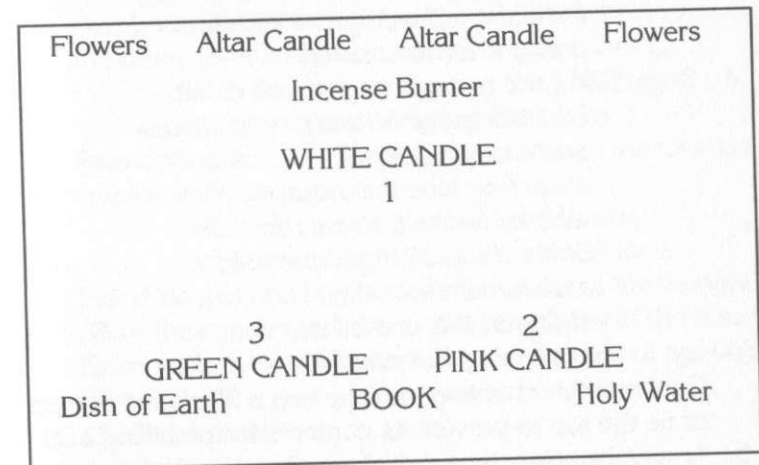 Flowers Altar Candle Altar Candle Flowers
Incense Burner
WHITE CANDLE
1
3 2
GREEN CANDLE PINK CANDLE
Dish of Earth BOOK Holy Water